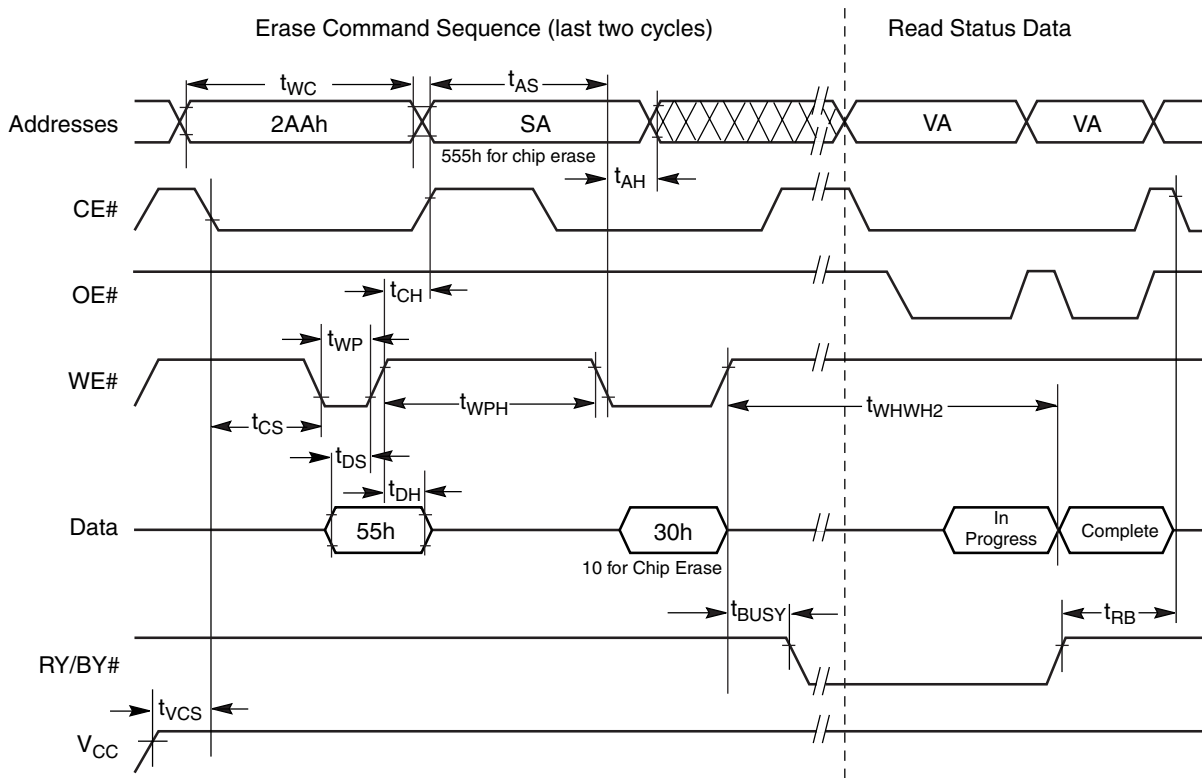 Erase Command Sequence (last two cycles)
Read Status Data
tWC
tAS
Addresses
2AAh
SA
VA
VA
555h for chip erase
tAH
CE#
OE#
tCH
tWP
WE#
tWPH
tWHWH2
tCS
tDS
tDH
Data
55h
30h
In
Progress
Complete
10 for Chip Erase
tBUSY
tRB
RY/BY#
tVCS
VCC